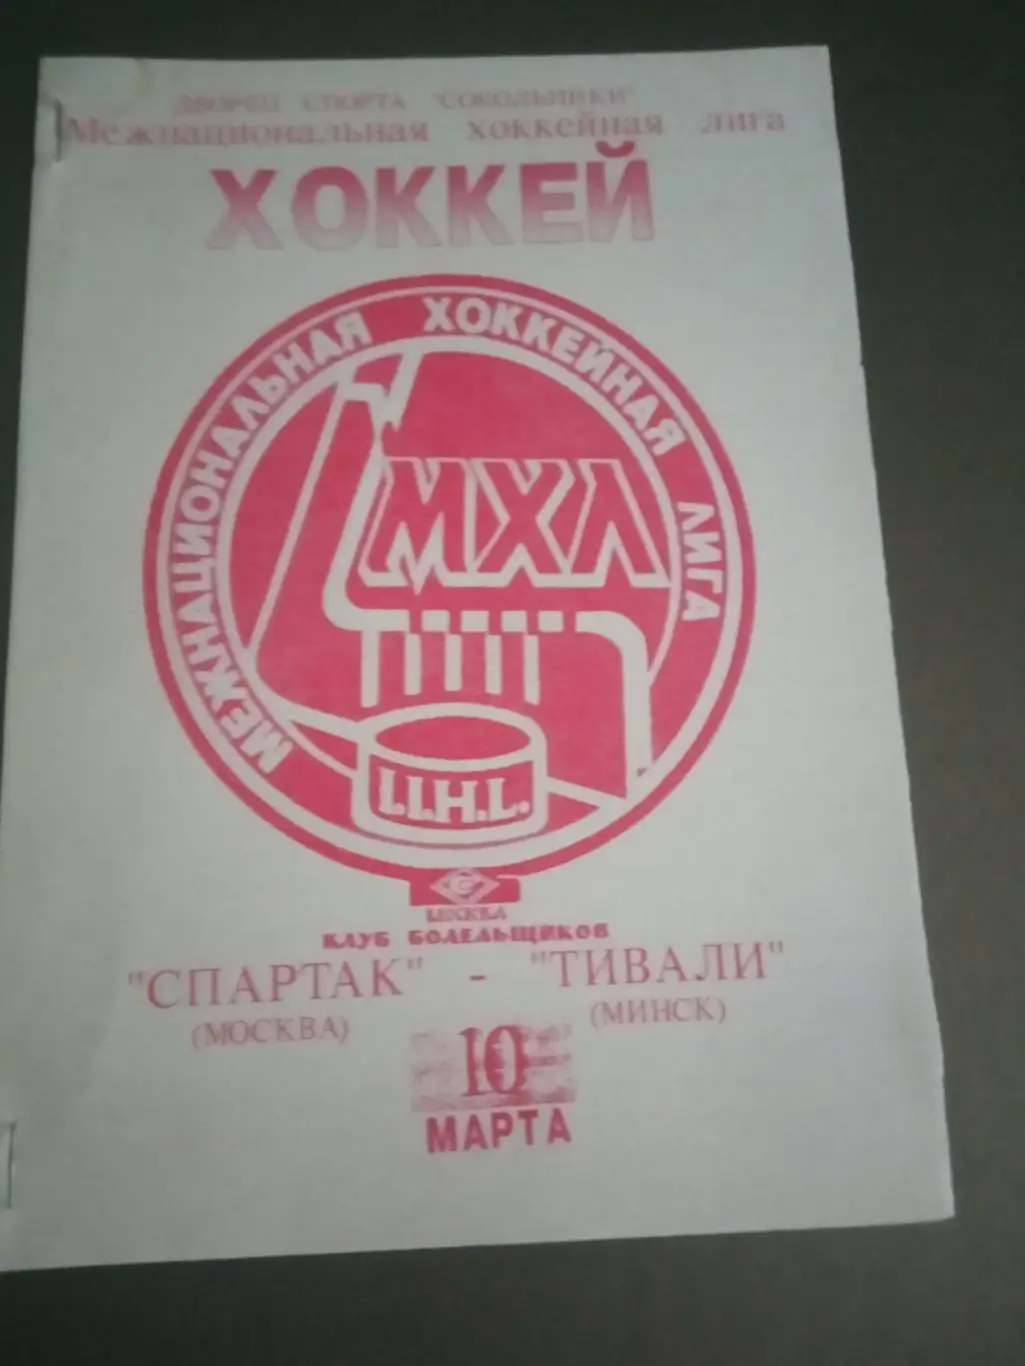 ДВОРЕЦ СПОРТА "СОКОЛЬНИКИ"
Межнациональная хоккейная лига
ХОККЕЙ
МЕЖНАЦИОНАЛЬНАЯ ХОККЕЙНАЯ ЛИГА
МХЛ
I.I.H.L.
КЛУБ БОЛЕЛЬЩИКОВ
"СПАРТАК" - "ТИВАЛИ"
(МОСКВА) (МИНСК)
10
МАРТА